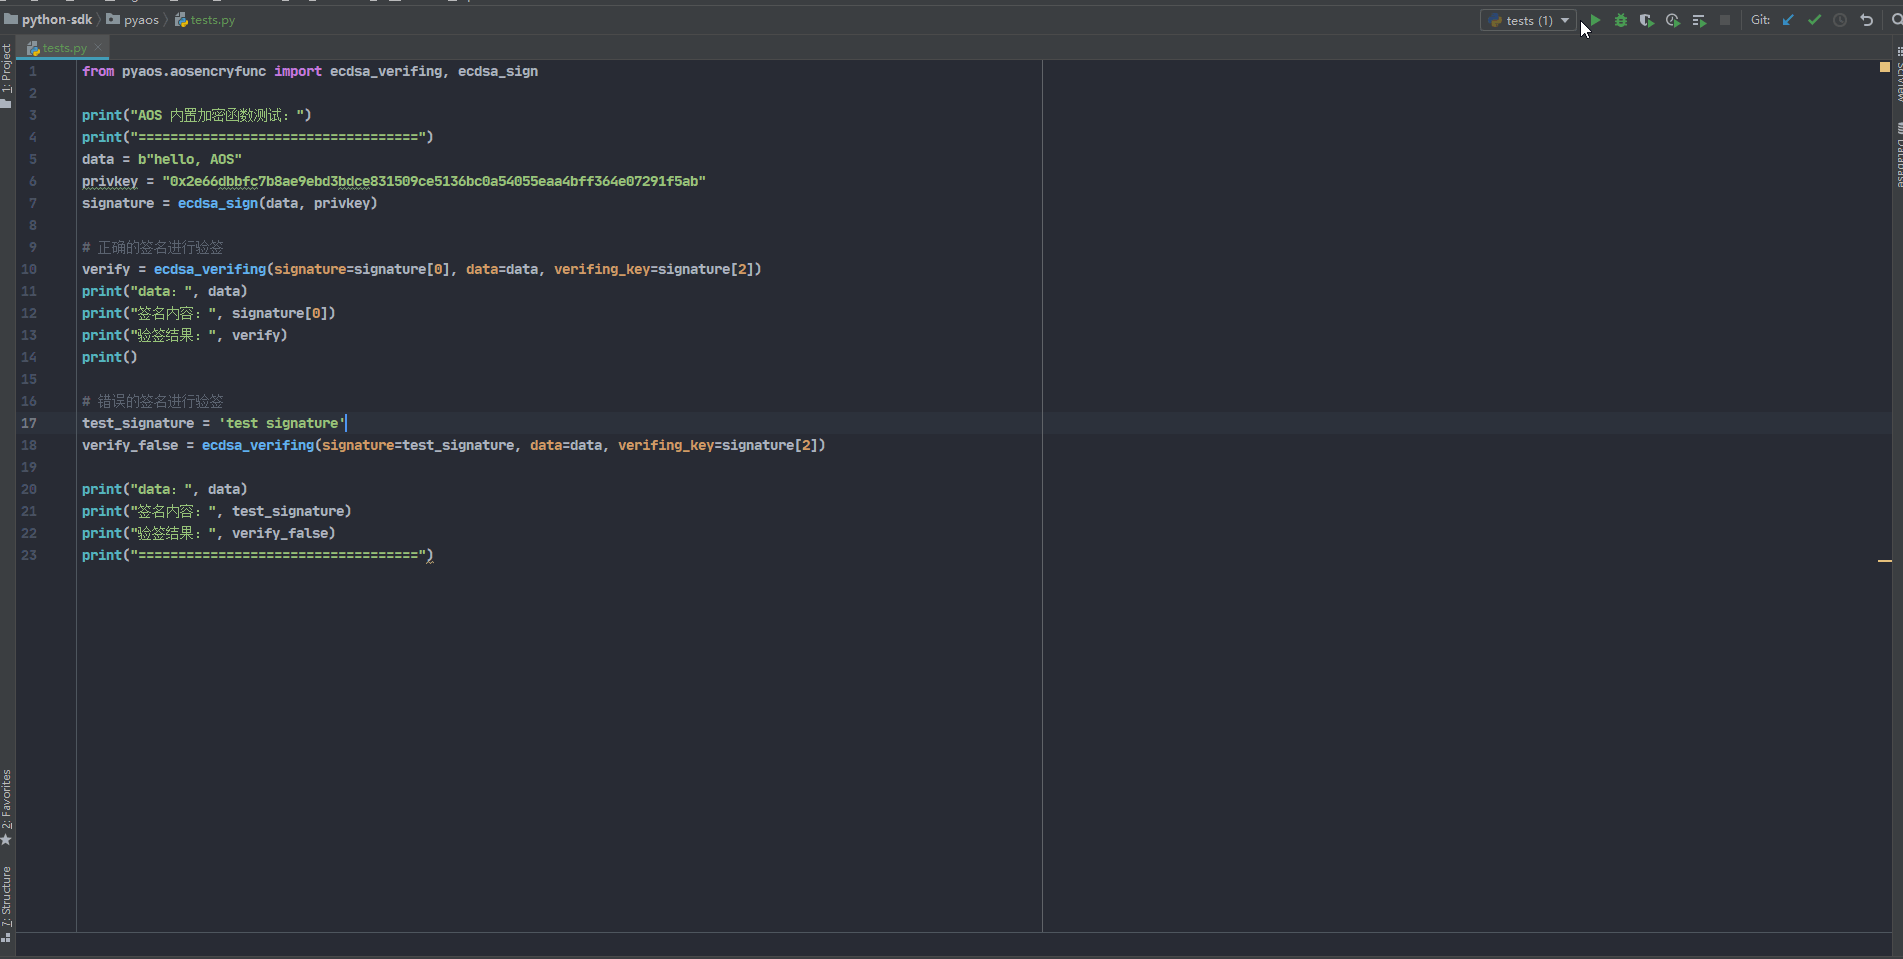 python-sdk pyaos tests.py tests (1) Git:
tests.py
1: Project
1 from pyaos.aosencryfunc import ecdsa_verifing, ecdsa_sign
2
3 print("AOS 内置加密函数测试：")
4 print("===================================")
5 data = b"hello, AOS"
6 privkey = "0x2e66dbbfc7b8ae9ebd3bdce831509ce5136bc0a54055eaa4bff364e07291f5ab"
7 signature = ecdsa_sign(data, privkey)
8
9 # 正确的签名进行验签
10 verify = ecdsa_verifing(signature=signature[0], data=data, verifing_key=signature[2])
11 print("data：", data)
12 print("签名内容：", signature[0])
13 print("验签结果：", verify)
14 print()
15
16 # 错误的签名进行验签
17 test_signature = 'test signature'
18 verify_false = ecdsa_verifing(signature=test_signature, data=data, verifing_key=signature[2])
19
20 print("data：", data)
21 print("签名内容：", test_signature)
22 print("验签结果：", verify_false)
23 print("===================================")
2: Favorites
7: Structure
SciView
Database